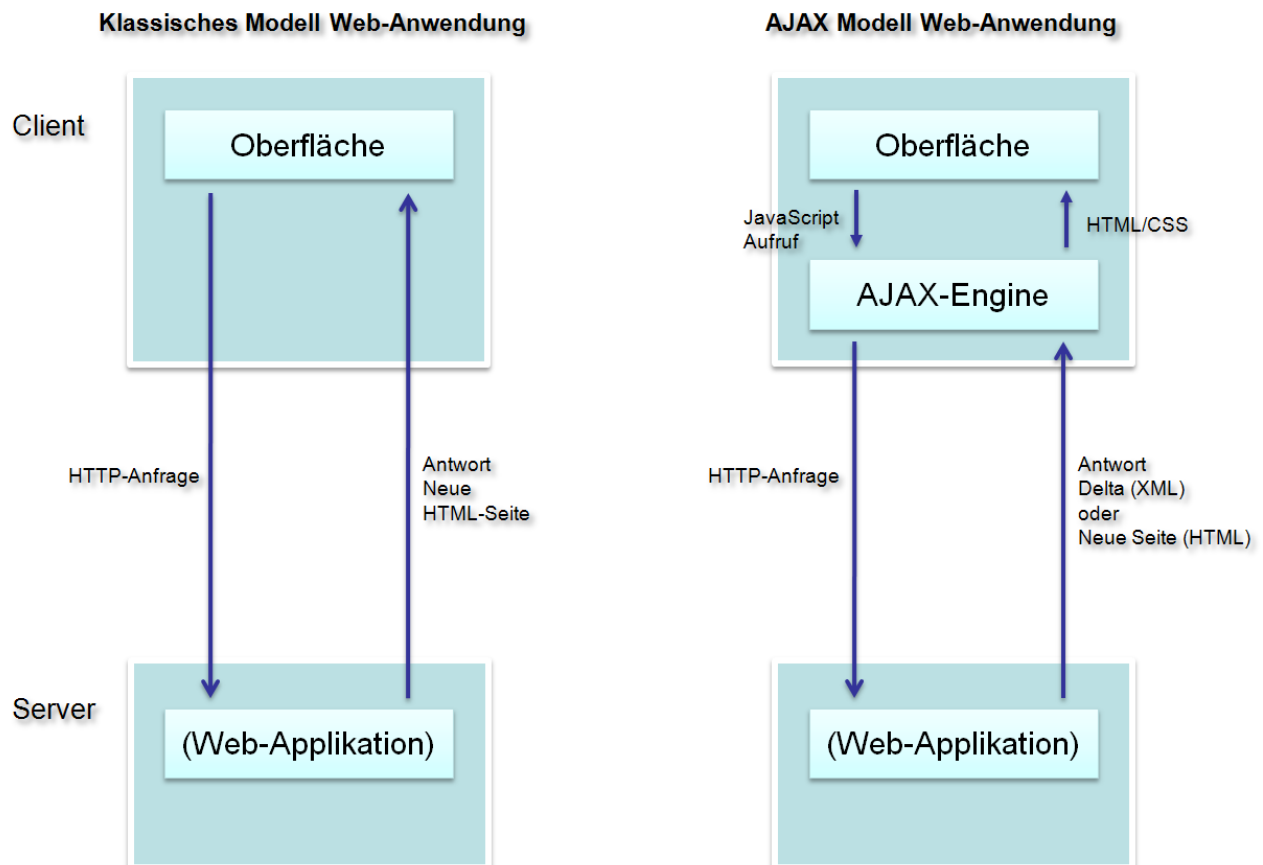 Klassisches Modell Web-Anwendung
AJAX Modell Web-Anwendung
Client
Oberfläche
Oberfläche
JavaScript
Aufruf
HTML/CSS
AJAX-Engine
HTTP-Anfrage
Antwort
Neue
HTML-Seite
HTTP-Anfrage
Antwort
Delta (XML)
oder
Neue Seite (HTML)
Server
(Web-Applikation)
(Web-Applikation)